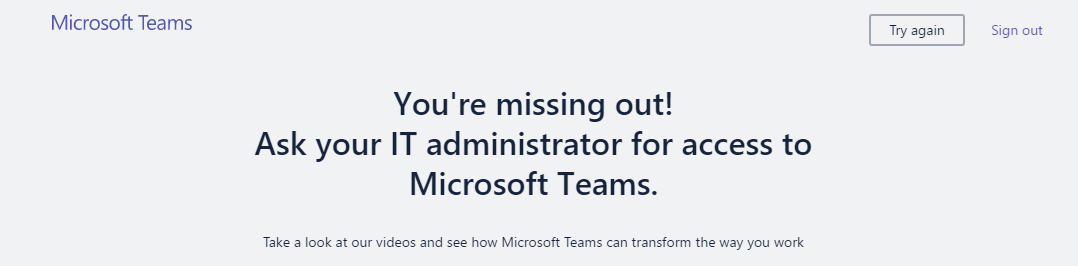 Microsoft Teams
Try again
Sign out
You're missing out!
Ask your IT administrator for access to
Microsoft Teams.
Take a look at our videos and see how Microsoft Teams can transform the way you work